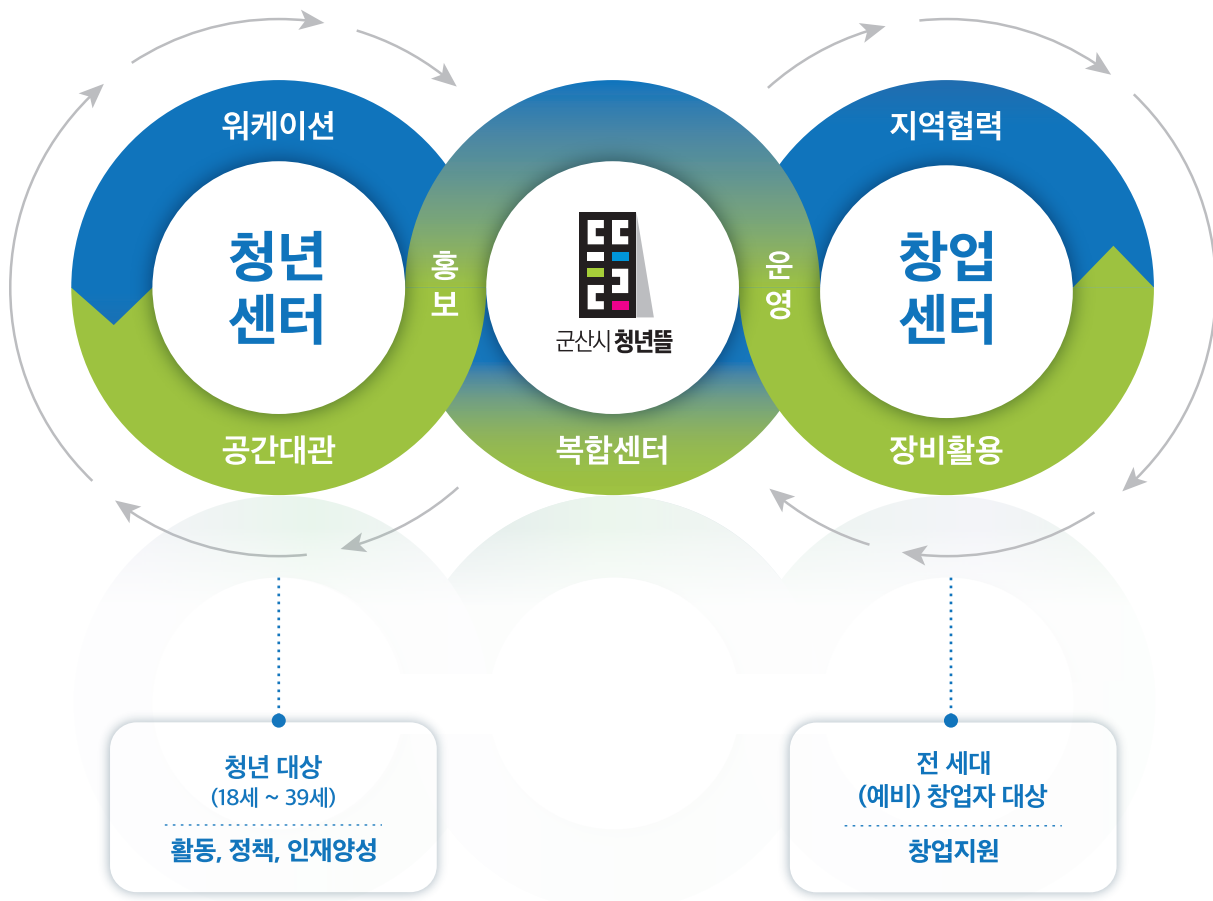 워케이션
청년
센터
공간대관
홍
보
군산시 청년뜰
복합센터
운
영
지역협력
창업
센터
장비활용
청년 대상
(18세 ~ 39세)
활동, 정책, 인재양성
전 세대
(예비) 창업자 대상
창업지원